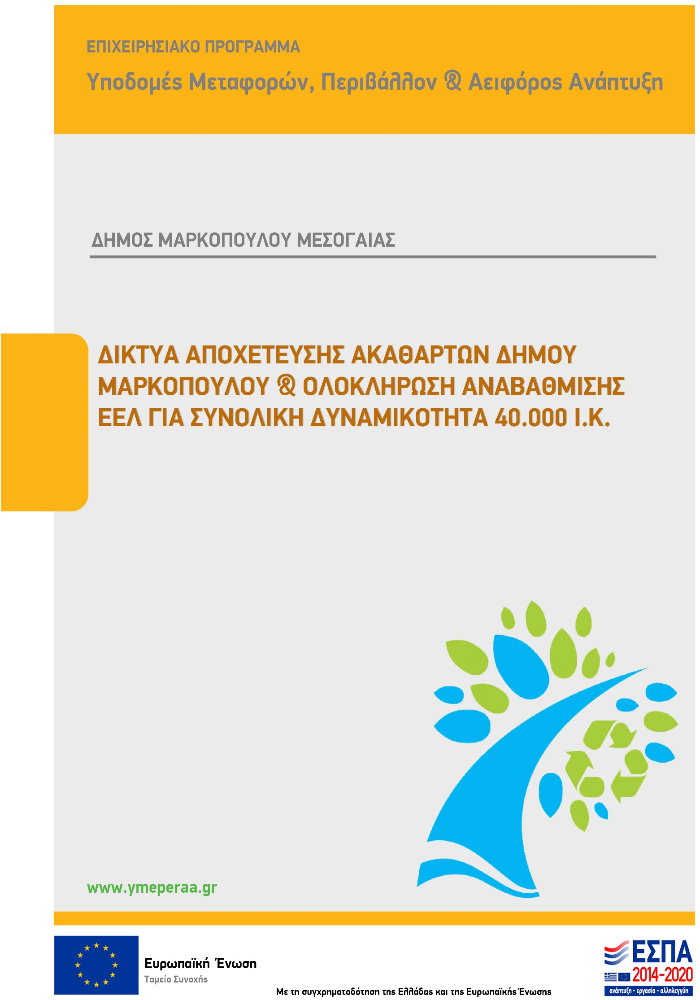 ΕΠΙΧΕΙΡΗΣΙΑΚΟ ΠΡΟΓΡΑΜΜΑ
Υποδομές Μεταφορών, Περιβάλλον & Αειφόρος Ανάπτυξη
ΔΗΜΟΣ ΜΑΡΚΟΠΟΥΛΟΥ ΜΕΣΟΓΑΙΑΣ
ΔΙΚΤΥΑ ΑΠΟΧΕΤΕΥΣΗΣ ΑΚΑΘΑΡΤΩΝ ΔΗΜΟΥ
ΜΑΡΚΟΠΟΥΛΟΥ & ΟΛΟΚΛΗΡΩΣΗ ΑΝΑΒΑΘΜΙΣΗΣ
ΕΕΛ ΓΙΑ ΣΥΝΟΛΙΚΗ ΔΥΝΑΜΙΚΟΤΗΤΑ 40.000 Ι.Κ.
www.ymeperaa.gr
Ευρωπαϊκή Ένωση
Ταμείο Συνοχής
Με τη συγχρηματοδότηση της Ελλάδας και της Ευρωπαϊκής Ένωσης
ΕΣΠΑ
2014-2020
ανάπτυξη - εργασία - αλληλεγγύη